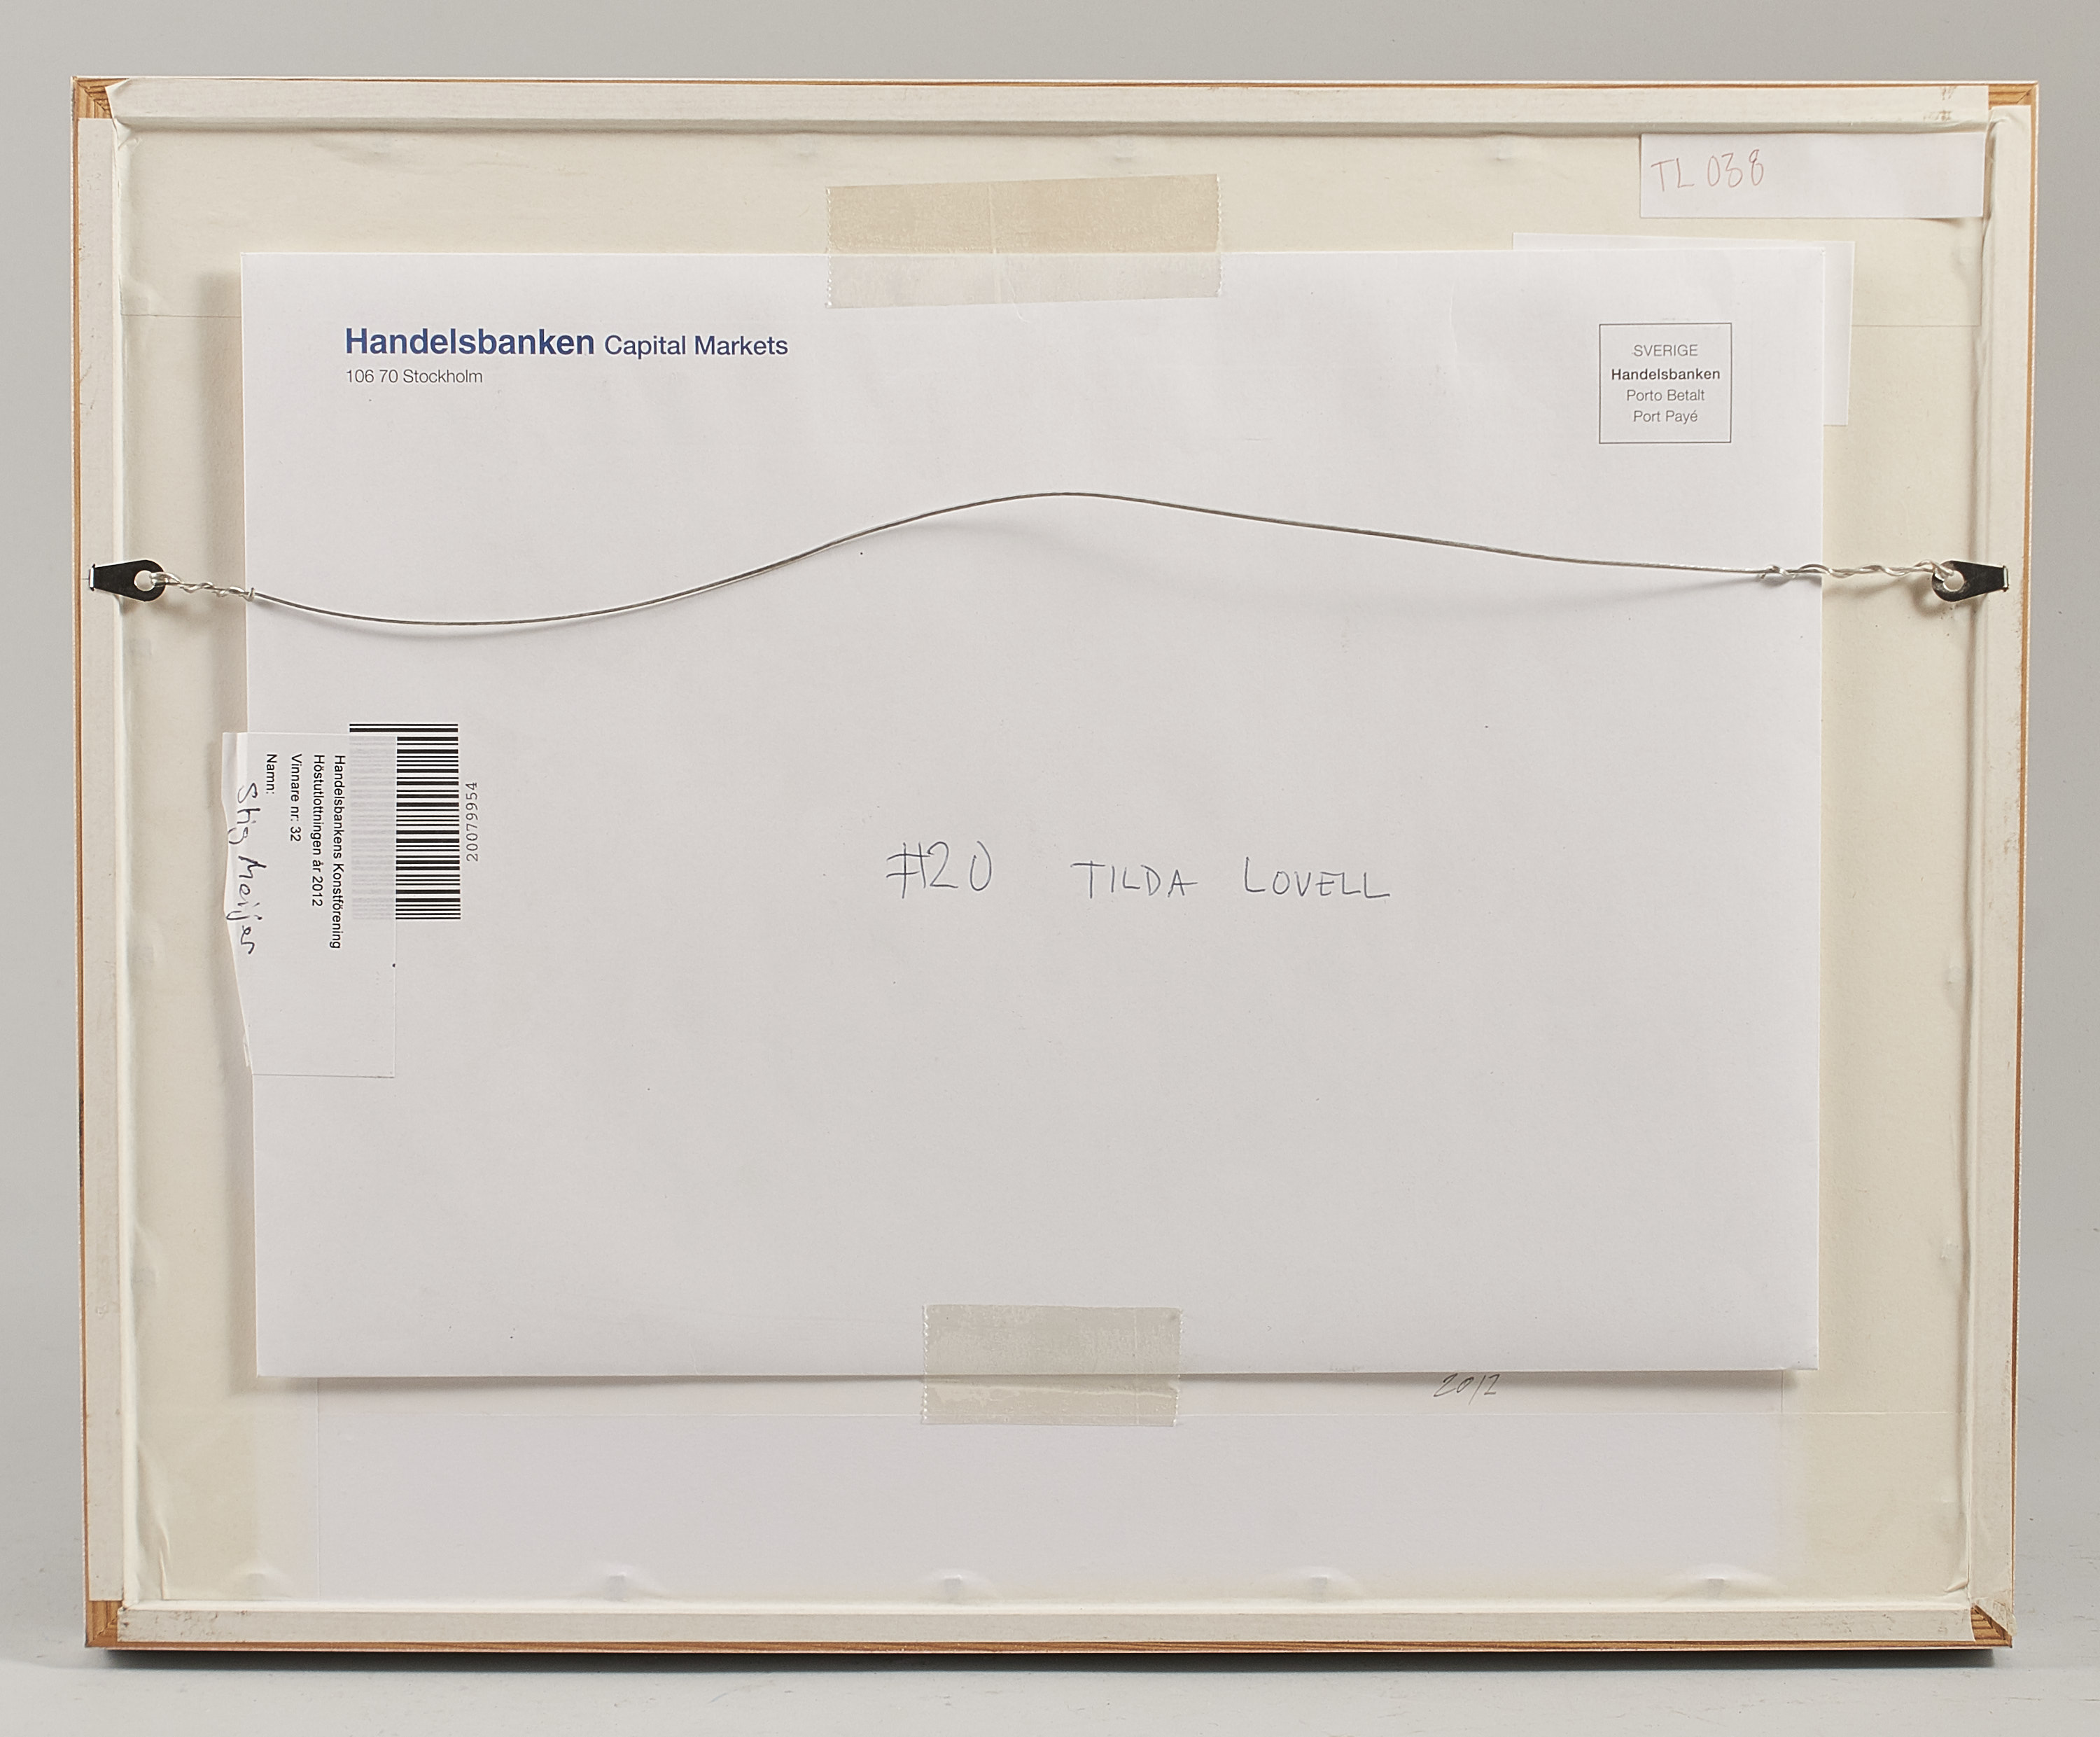 TL 038
Handelsbanken Capital Markets
106 70 Stockholm
SVERIGE
Handelsbanken
Porto Betalt
Port Payé
20079954
Handelsbankens Konstförening
Höstutlottningen år 2012
Vinnare nr: 32
Namn:
Stig Meijer
#20 TILDA LOVELL
2012